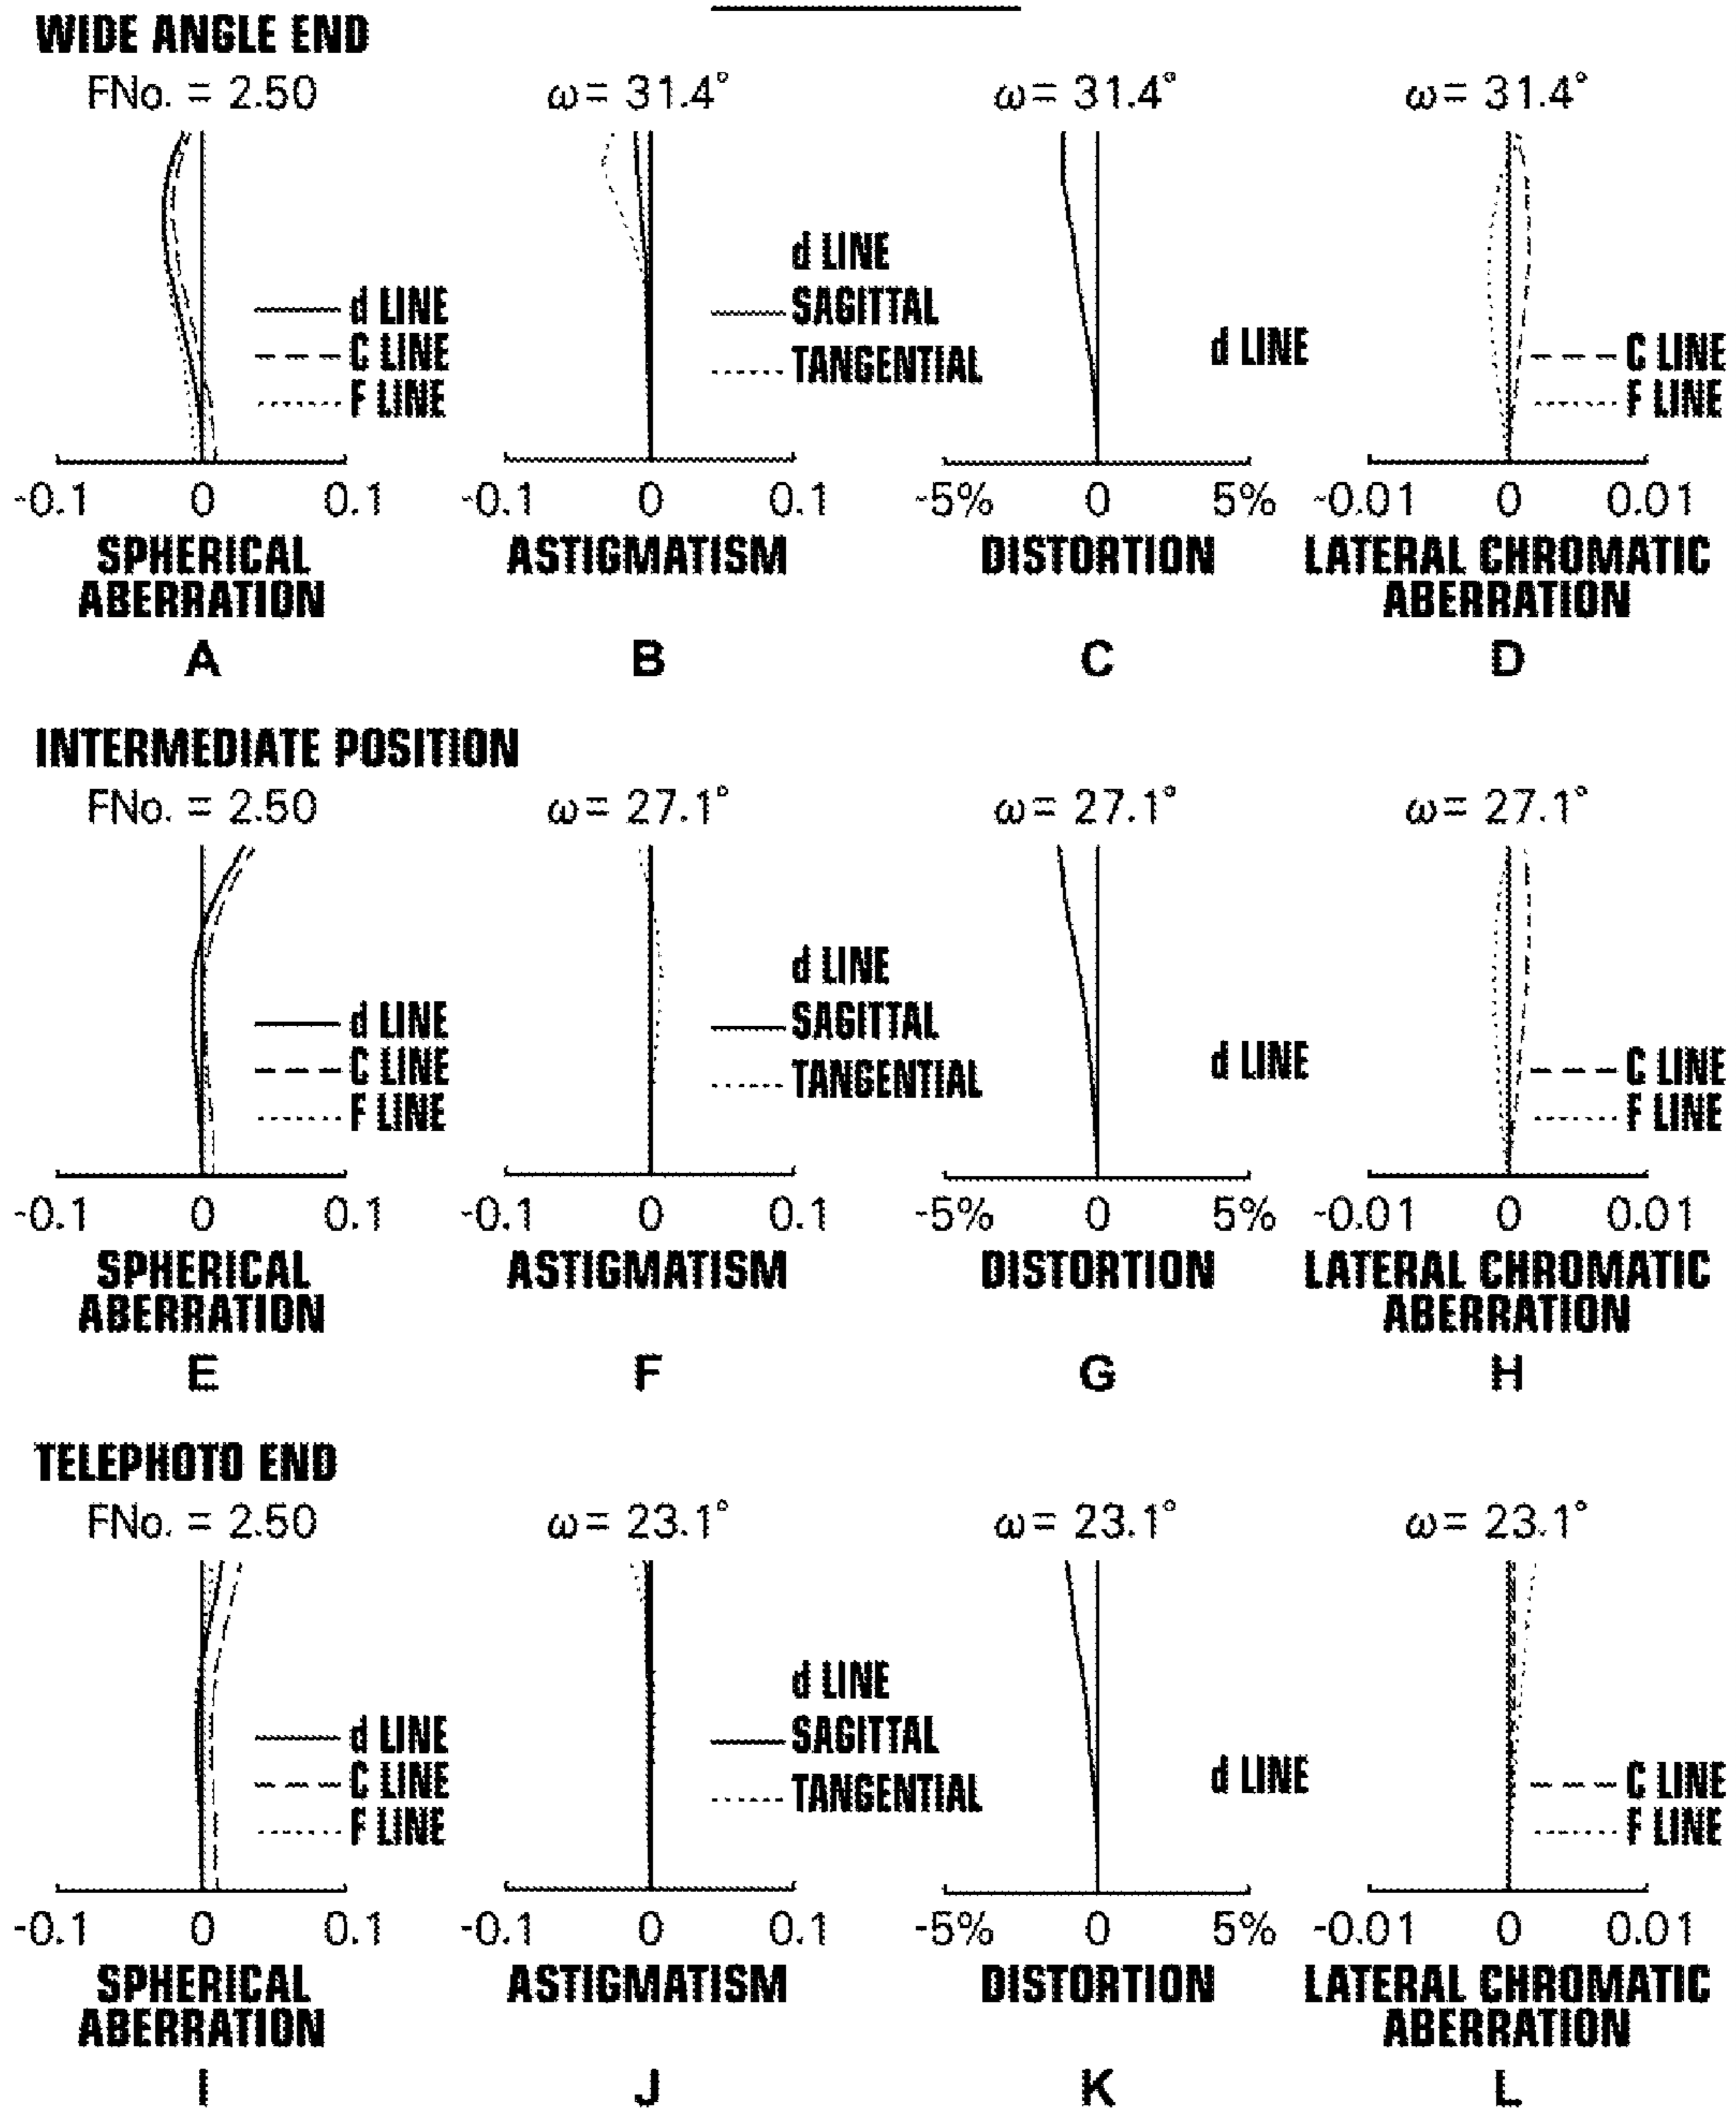 WIDE ANGLE END
FNo. = 2.50
ω= 31.4°
ω= 31.4°
ω= 31.4°
d LINE
C LINE
F LINE
d LINE
SAGITTAL
TANGENTIAL
d LINE
C LINE
F LINE
-0.1 0 0.1
-0.1 0 0.1
-5% 0 5%
-0.01 0 0.01
SPHERICAL
ABERRATION
ASTIGMATISM
DISTORTION
LATERAL CHROMATIC
ABERRATION
A
B
C
D
INTERMEDIATE POSITION
FNo. = 2.50
ω= 27.1°
ω= 27.1°
ω= 27.1°
d LINE
C LINE
F LINE
d LINE
SAGITTAL
TANGENTIAL
d LINE
C LINE
F LINE
-0.1 0 0.1
-0.1 0 0.1
-5% 0 5%
-0.01 0 0.01
SPHERICAL
ABERRATION
ASTIGMATISM
DISTORTION
LATERAL CHROMATIC
ABERRATION
E
F
G
H
TELEPHOTO END
FNo. = 2.50
ω= 23.1°
ω= 23.1°
ω= 23.1°
d LINE
C LINE
F LINE
d LINE
SAGITTAL
TANGENTIAL
d LINE
C LINE
F LINE
-0.1 0 0.1
-0.1 0 0.1
-5% 0 5%
-0.01 0 0.01
SPHERICAL
ABERRATION
ASTIGMATISM
DISTORTION
LATERAL CHROMATIC
ABERRATION
I
J
K
L